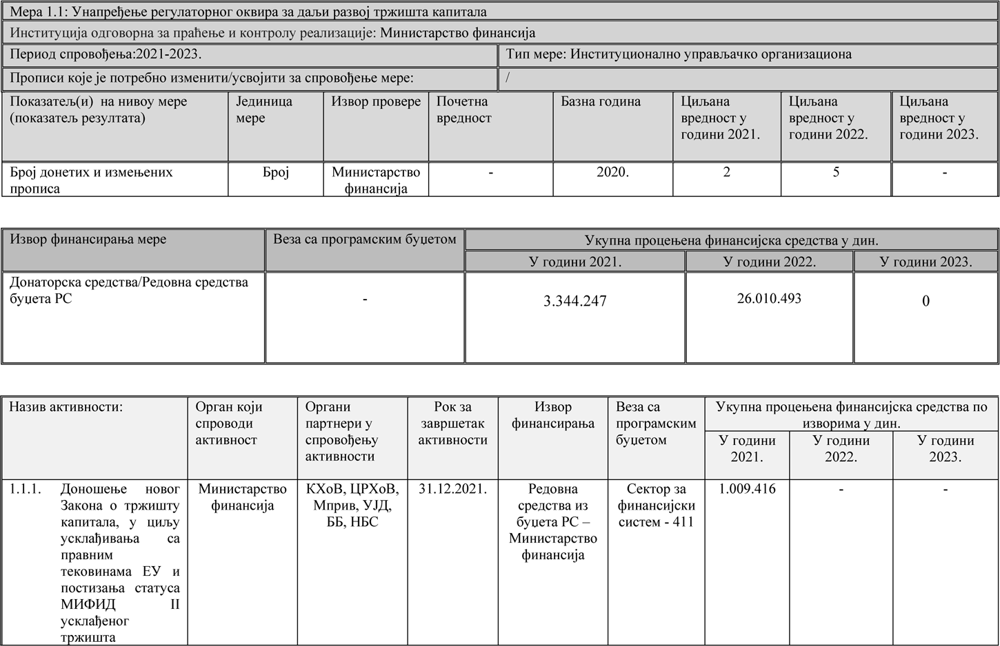 Мера 1.1: Унапређење регулаторног оквира за даљи развој тржишта капитала
Институција одговорна за праћење и контролу реализације: Министарство финансија
Период спровођења:2021-2023.
Тип мере: Институционално управљачко организациона
Прописи које је потребно изменити/усвојити за спровођење мере:
/
Показатељ(и) на нивоу мере
(показатељ резултата)
Јединица
мере
Извор провере
Почетна
вредност
Базна година
Циљана
вредност у
години 2021.
Циљана
вредност у
години 2022.
Циљана
вредност у
години 2023.
Број донетих и измењених
прописа
Број
Министарство
финансија
-
2020.
2
5
-
Извор финансирања мере
Веза са програмским буџетом
Укупна процењена финансијска средства у дин.
У години 2021.
У години 2022.
У години 2023.
Донаторска средства/Редовна средства
буџета РС
-
3.344.247
26.010.493
0
Назив активности:
Орган који
спроводи
активност
Органи
партнери у
спровођењу
активности
Рок за
завршетак
активности
Извор
финансирања
Веза са
програмским
буџетом
Укупна процењена финансијска средства по
изворима у дин.
У години
2021.
У години
2022.
У години
2023.
1.1.1. Доношење новог
Закона о тржишту
капитала, у циљу
усклађивања са
правним
тековинама ЕУ и
постизања статуса
МИФИД II
усклађеног
тржишта
Министарство
финансија
КХоВ, ЦРХоВ,
Мприв, УЈД,
ББ, НБС
31.12.2021.
Редовна
средства из
буџета РС –
Министарство
финансија
Сектор за
финансијски
систем - 411
1.009.416
-
-